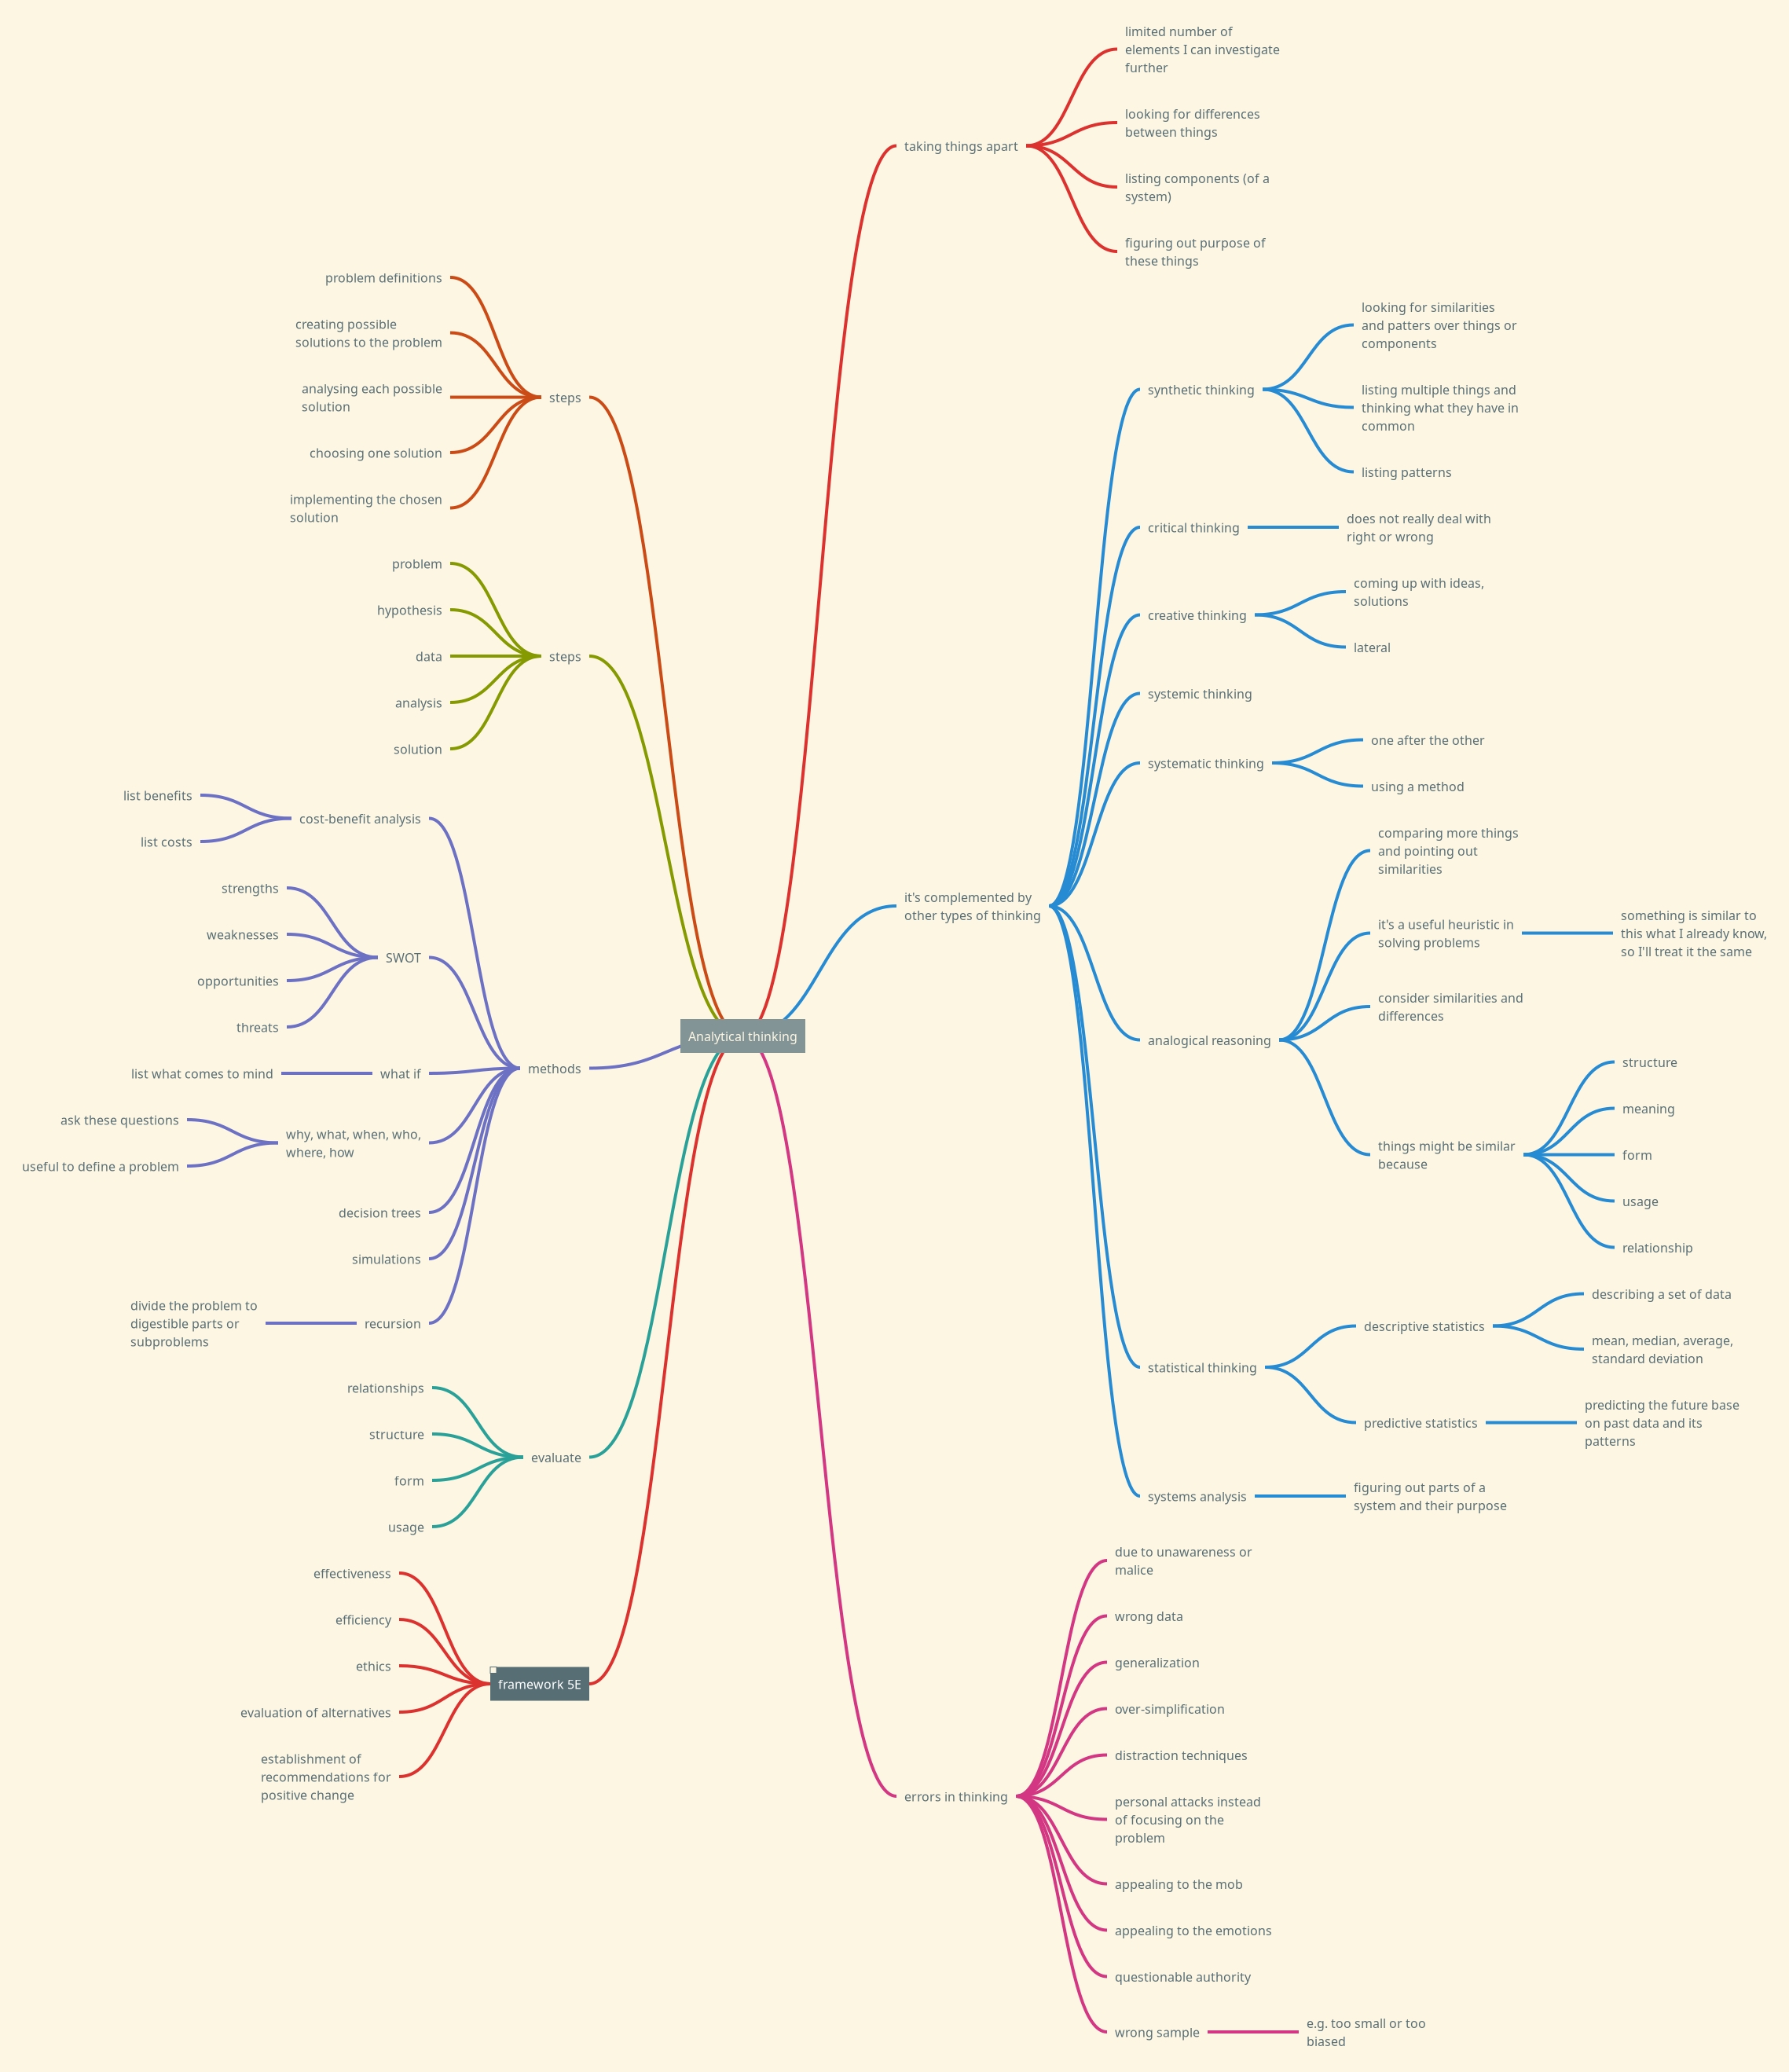 Analytical thinking
taking things apart
limited number of
elements I can investigate
further
looking for differences
between things
listing components (of a
system)
figuring out purpose of
these things
it's complemented by
other types of thinking
synthetic thinking
looking for similarities
and patters over things or
components
listing multiple things and
thinking what they have in
common
listing patterns
critical thinking
does not really deal with
right or wrong
creative thinking
coming up with ideas,
solutions
lateral
systemic thinking
systematic thinking
one after the other
using a method
analogical reasoning
comparing more things
and pointing out
similarities
it's a useful heuristic in
solving problems
something is similar to
this what I already know,
so I'll treat it the same
consider similarities and
differences
things might be similar
because
structure
meaning
form
usage
relationship
statistical thinking
descriptive statistics
describing a set of data
mean, median, average,
standard deviation
predictive statistics
predicting the future base
on past data and its
patterns
systems analysis
figuring out parts of a
system and their purpose
errors in thinking
due to unawareness or
malice
wrong data
generalization
over-simplification
distraction techniques
personal attacks instead
of focusing on the
problem
appealing to the mob
appealing to the emotions
questionable authority
wrong sample
e.g. too small or too
biased
steps
problem definitions
creating possible
solutions to the problem
analysing each possible
solution
choosing one solution
implementing the chosen
solution
steps
problem
hypothesis
data
analysis
solution
methods
cost-benefit analysis
list benefits
list costs
SWOT
strengths
weaknesses
opportunities
threats
what if
list what comes to mind
why, what, when, who,
where, how
ask these questions
useful to define a problem
decision trees
simulations
recursion
divide the problem to
digestible parts or
subproblems
evaluate
relationships
structure
form
usage
framework 5E
effectiveness
efficiency
ethics
evaluation of alternatives
establishment of
recommendations for
positive change